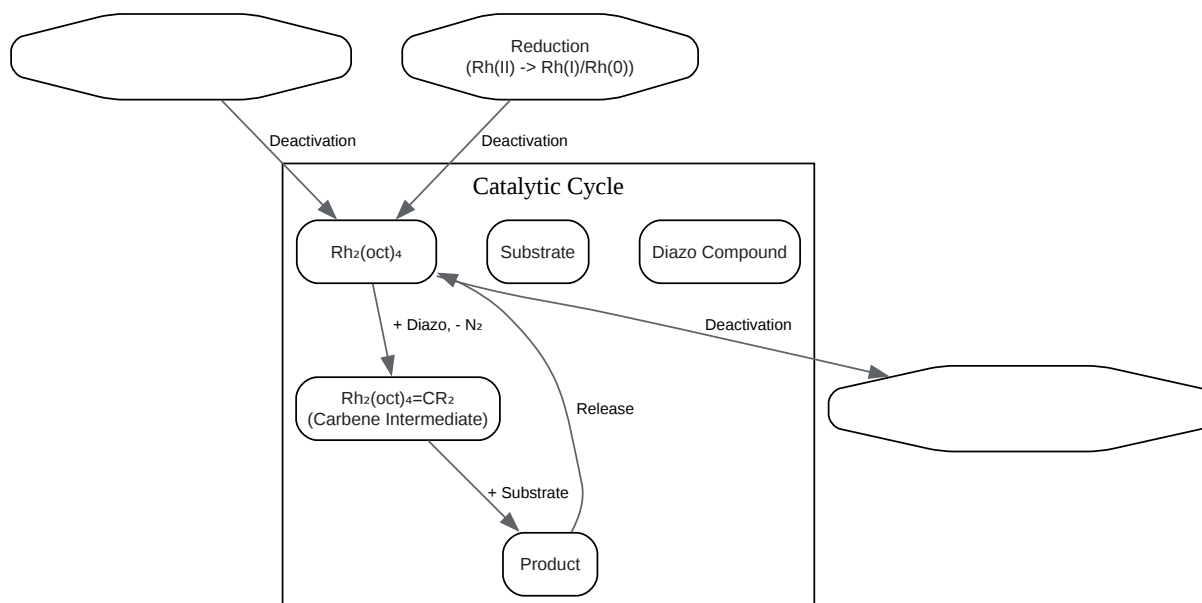 Reduction
(Rh(II) -> Rh(I)/Rh(0))
Deactivation
Deactivation
Catalytic Cycle
Rh₂(oct)₄
Substrate
Diazo Compound
+ Diazo, - N₂
Deactivation
Rh₂(oct)₄=CR₂
(Carbene Intermediate)
Release
+ Substrate
Product